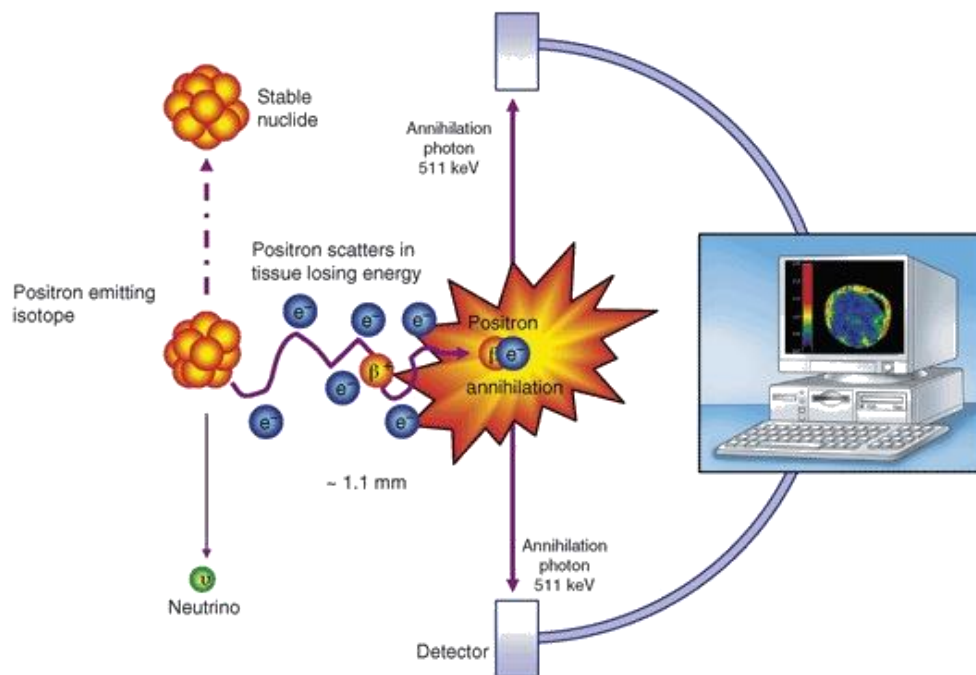 Stable
nuclide
Annihilation
photon
511 keV
Positron scatters in
tissue losing energy
Positron emitting
isotope
e⁻
e⁻
e⁻
Positron
β
e⁻
β⁺
e⁻
annihilation
e⁻
e⁻
~ 1.1 mm
Annihilation
photon
511 keV
υ
Neutrino
Detector